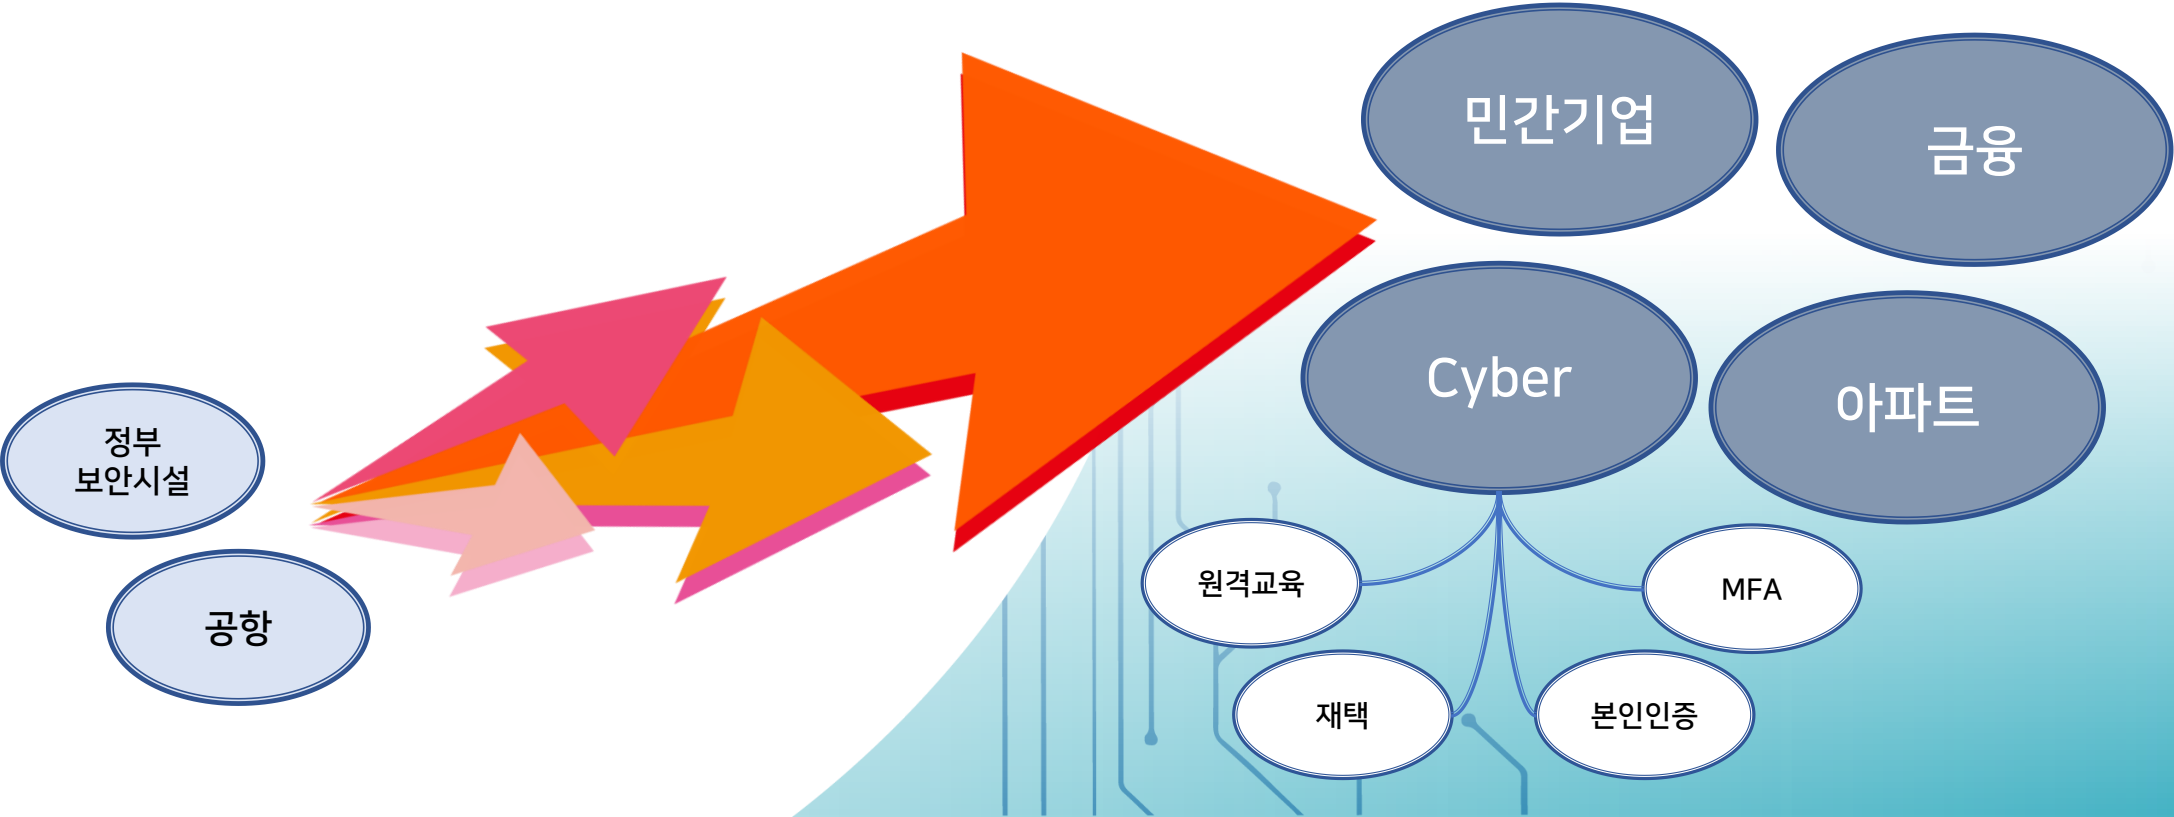 민간기업
금융
Cyber
아파트
정부
보안시설
공항
원격교육
MFA
재택
본인인증